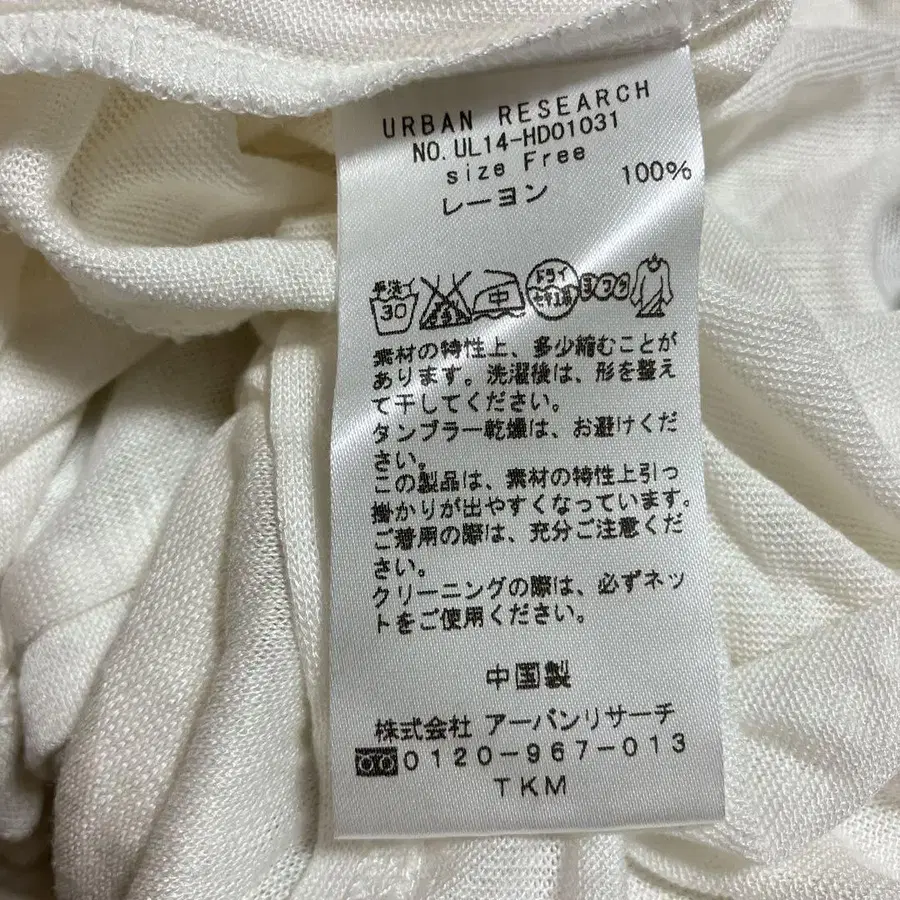 URBAN RESEARCH
NO.UL14-HD01031
size Free
レーヨン 100%
手洗イ 30 中 ドライ セキユ系 ヨワク
素材の特性上、多少縮むことが
あります。洗濯後は、形を整え
て干してください。
タンブラー乾燥は、お避けくだ
さい。
この製品は、素材の特性上引っ
掛かりが出やすくなっています。
ご着用の際は、充分ご注意くだ
さい。
クリーニングの際は、必ずネッ
トをご使用ください。
中国製
株式会社 アーバンリサーチ
0120-967-013
TKM